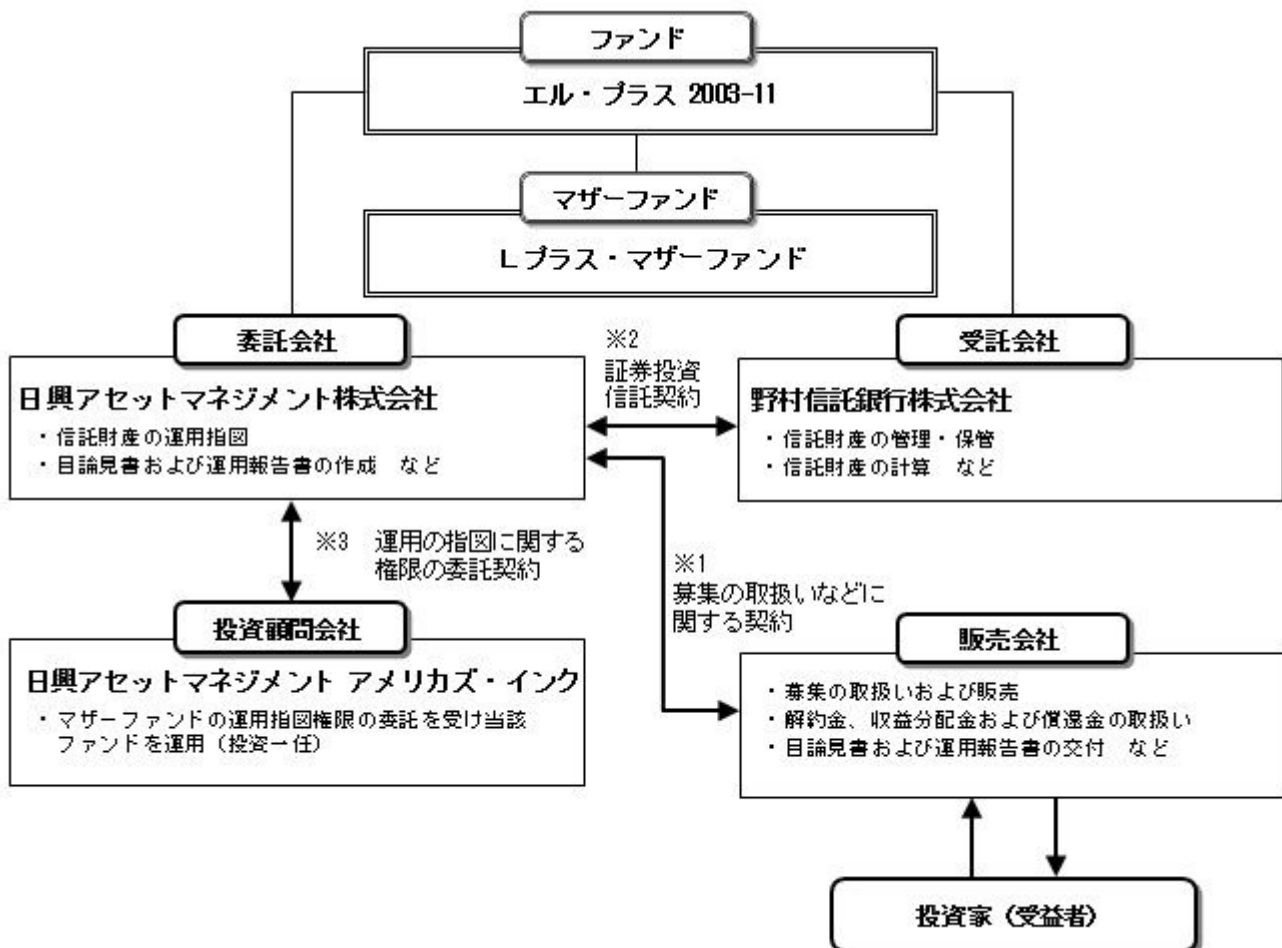 ファンド
エル・プラス 2003-11
マザーファンド
Lプラス・マザーファンド
委託会社
日興アセットマネジメント株式会社
・信託財産の運用指図
・目論見書および運用報告書の作成 など
※2
証券投資
信託契約
受託会社
野村信託銀行株式会社
・信託財産の管理・保管
・信託財産の計算 など
※3 運用の指図に関する
権限の委託契約
※1
募集の取扱いなどに
関する契約
投資顧問会社
日興アセットマネジメント アメリカズ・インク
・マザーファンドの運用指図権限の委託を受け当該
ファンドを運用（投資一任）
販売会社
・募集の取扱いおよび販売
・解約金、収益分配金および償還金の取扱い
・目論見書および運用報告書の交付 など
投資家（受益者）